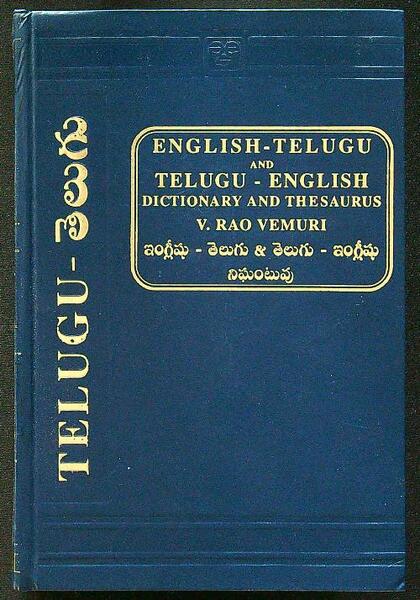 ENGLISH-TELUGU
AND
TELUGU - ENGLISH
DICTIONARY AND THESAURUS
V. RAO VEMURI
ఇంగ్లీషు - తెలుగు & తెలుగు - ఇంగ్లీషు
నిఘంటువు
TELUGU - తెలుగు